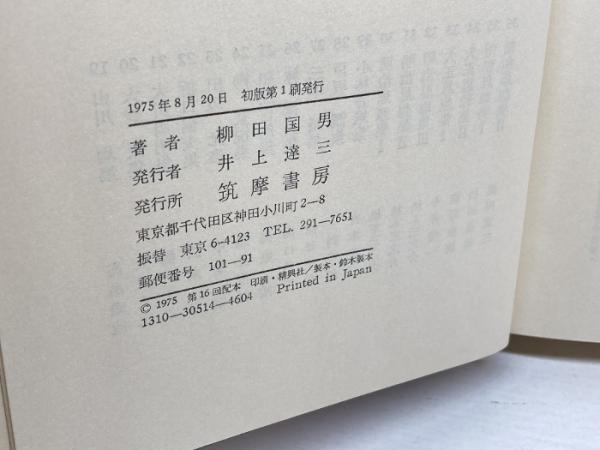 1975年8月20日 初版第1刷発行
著者 柳田国男
発行者 井上達三
発行所 筑摩書房
東京都千代田区神田小川町2−8
振替 東京6-4123 TEL. 291−7651
郵便番号 101−91
© 1975 第16回配本 印刷・精興社/製本・鈴木製本
1310−30514−4604 Printed in Japan